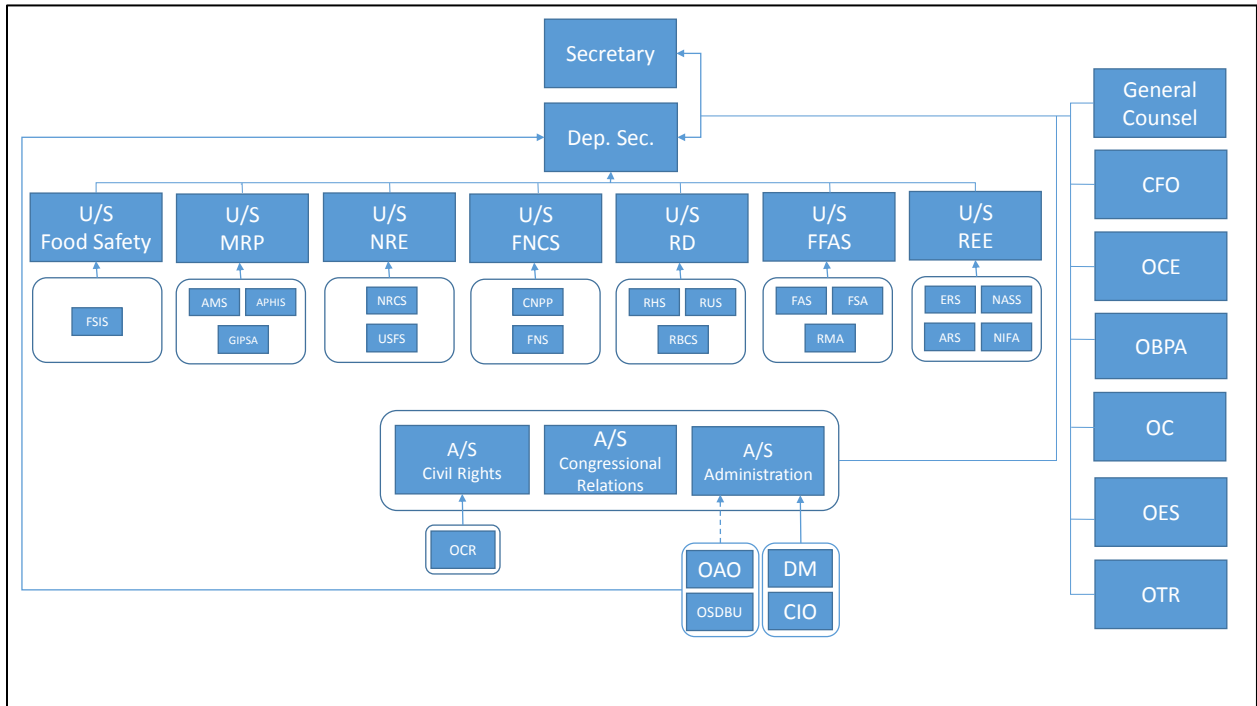 Secretary
Dep. Sec.
General
Counsel
CFO
OCE
OBPA
OC
OES
OTR
U/S
Food Safety
U/S
MRP
U/S
NRE
U/S
FNCS
U/S
RD
U/S
FFAS
U/S
REE
FSIS
AMS
APHIS
GIPSA
NRCS
USFS
CNPP
FNS
RHS
RUS
RBCS
FAS
FSA
RMA
ERS
NASS
ARS
NIFA
A/S
Civil Rights
A/S
Congressional
Relations
A/S
Administration
OCR
OAO
OSDBU
DM
CIO